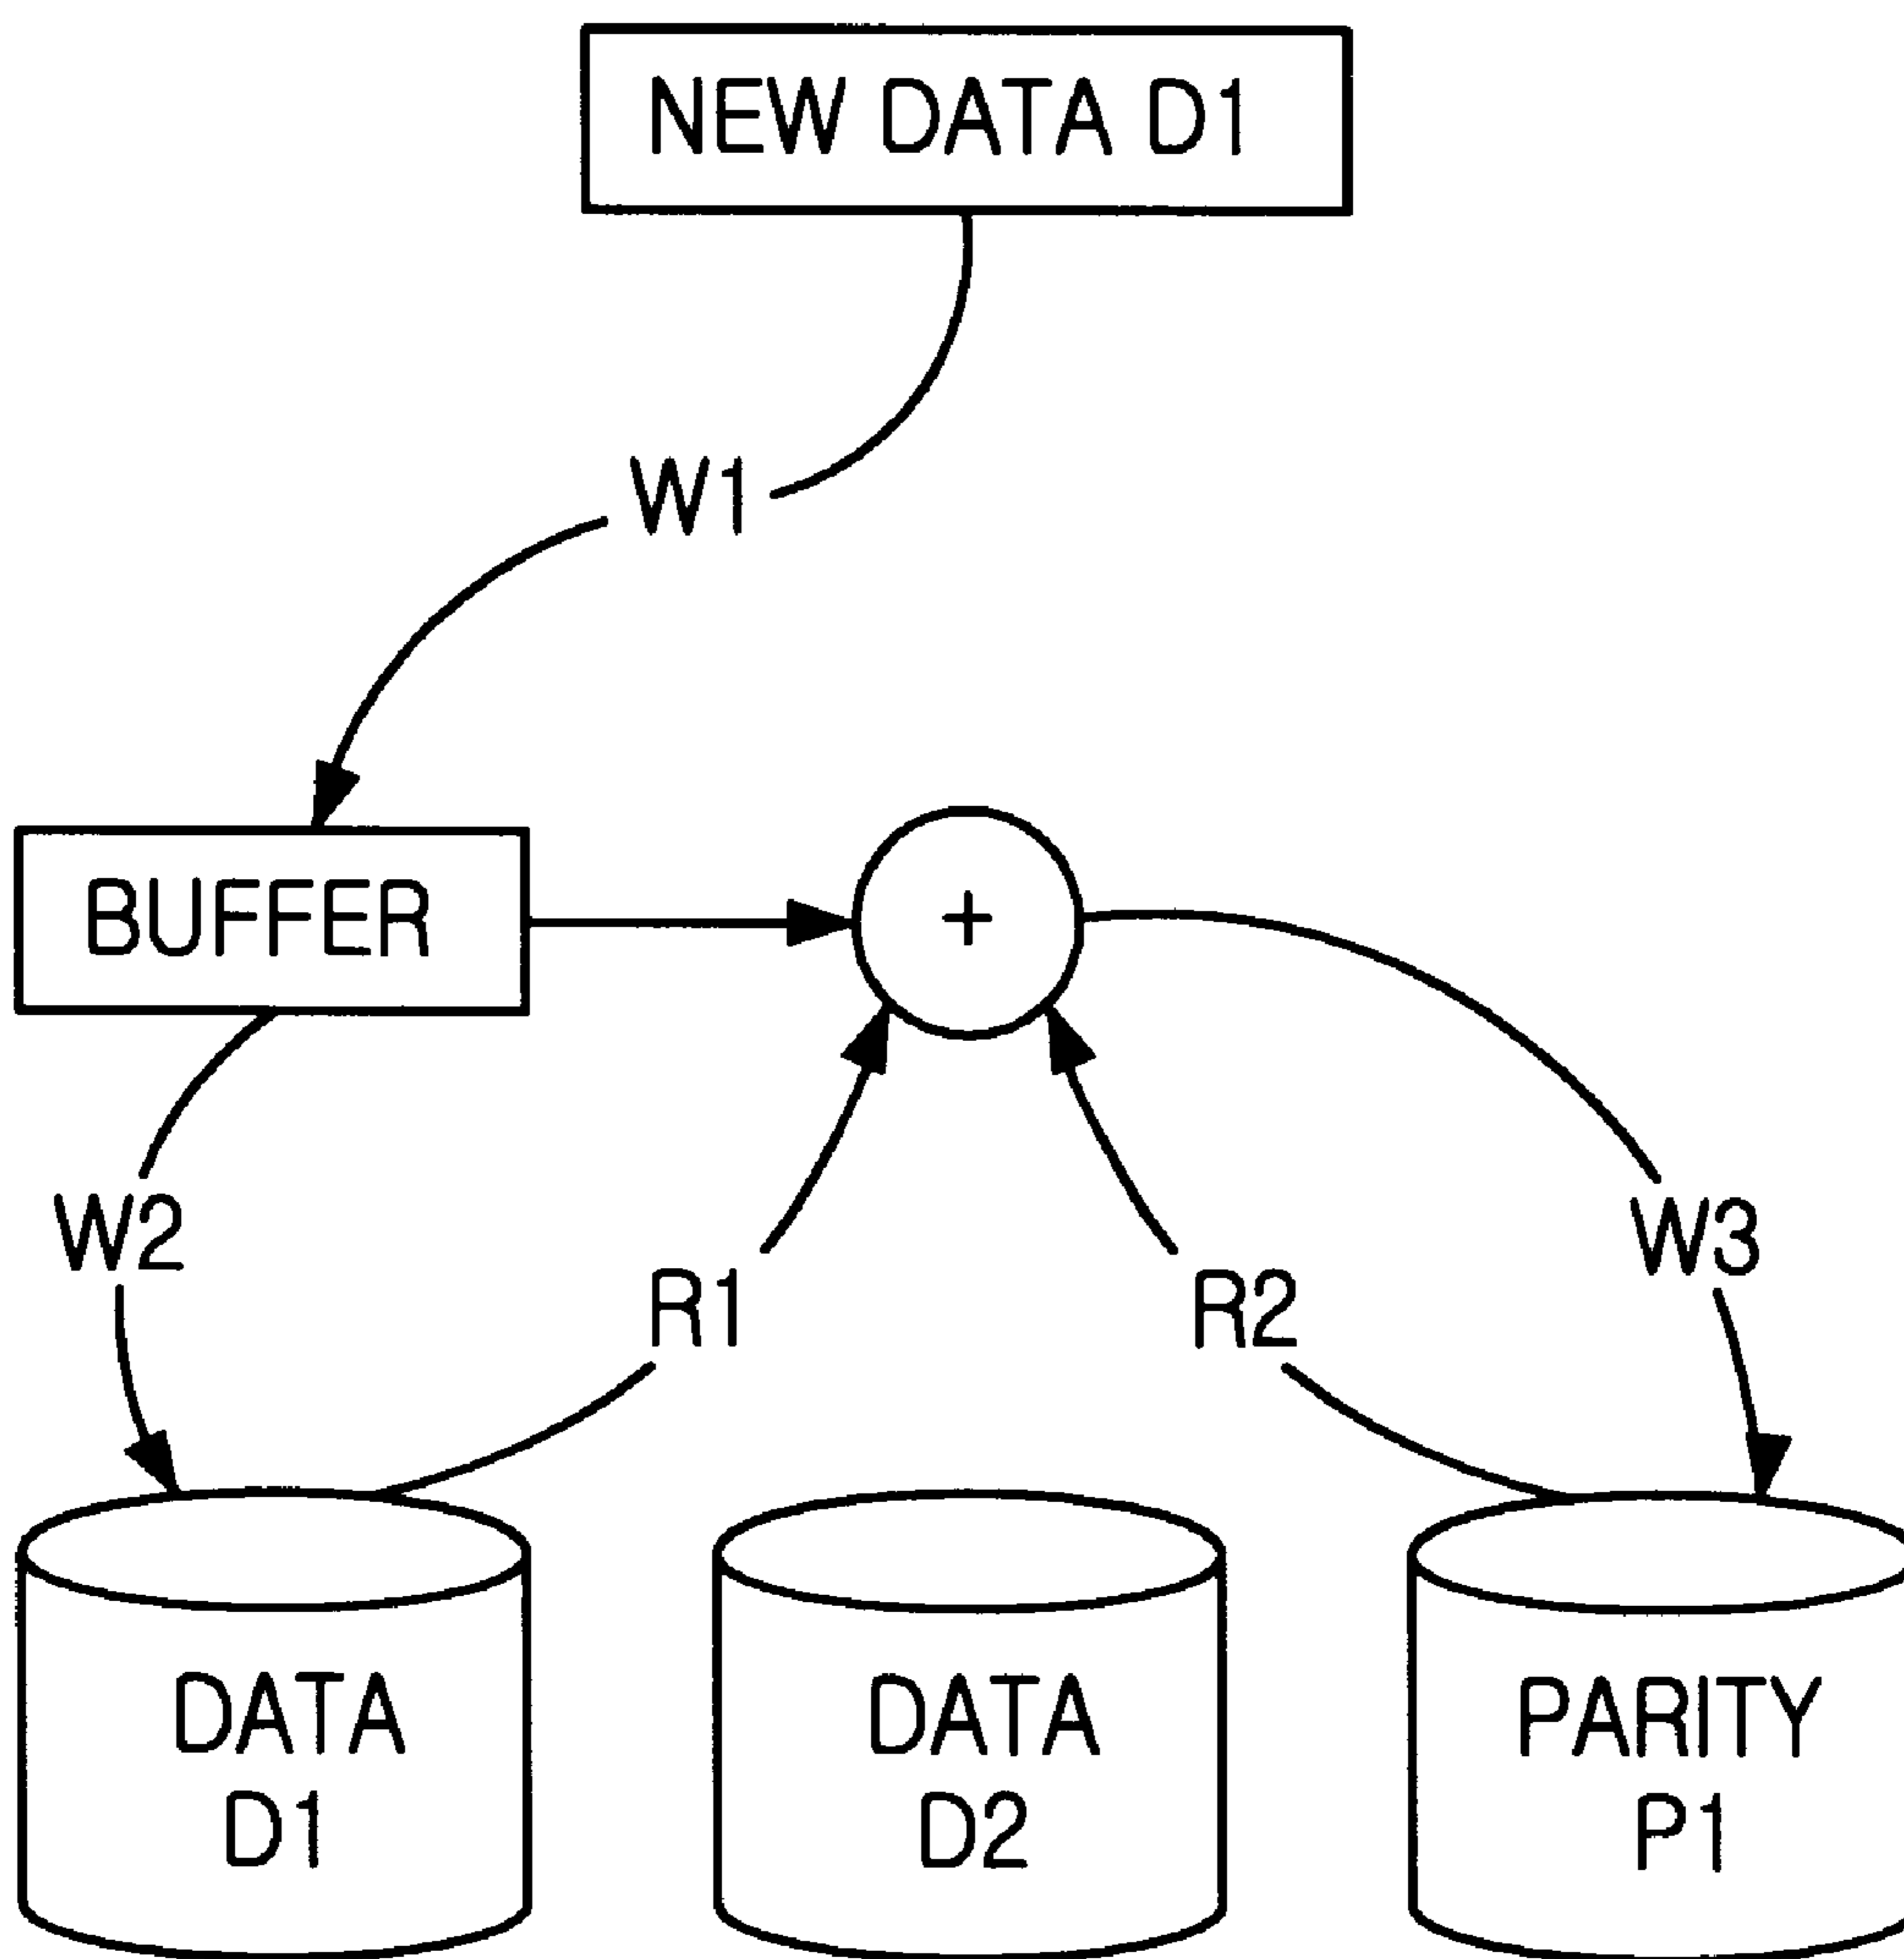 NEW DATA D1
W1
BUFFER
+
W2
W3
R1
R2
DATA
D1
DATA
D2
PARITY
P1